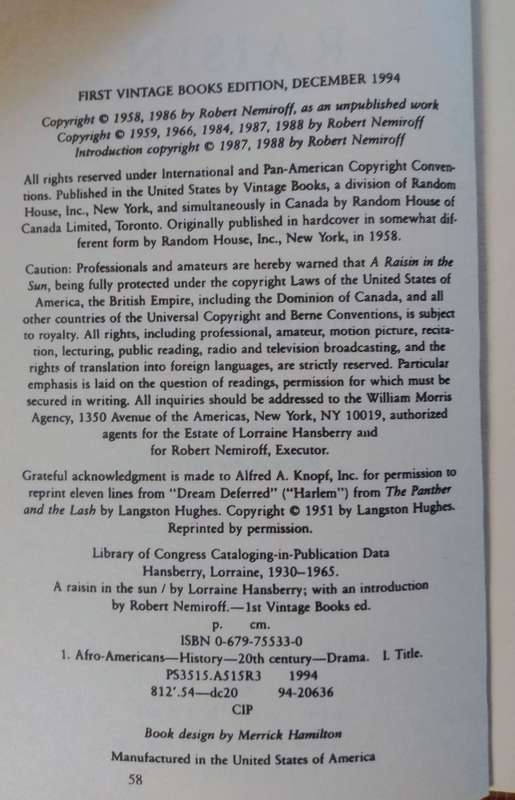 FIRST VINTAGE BOOKS EDITION, DECEMBER 1994
Copyright © 1958, 1986 by Robert Nemiroff, as an unpublished work
Copyright © 1959, 1966, 1984, 1987, 1988 by Robert Nemiroff
Introduction copyright © 1987, 1988 by Robert Nemiroff
All rights reserved under International and Pan-American Copyright Conven-
tions. Published in the United States by Vintage Books, a division of Random
House, Inc., New York, and simultaneously in Canada by Random House of
Canada Limited, Toronto. Originally published in hardcover in somewhat dif-
ferent form by Random House, Inc., New York, in 1958.
Caution: Professionals and amateurs are hereby warned that A Raisin in the
Sun, being fully protected under the copyright Laws of the United States of
America, the British Empire, including the Dominion of Canada, and all
other countries of the Universal Copyright and Berne Conventions, is subject
to royalty. All rights, including professional, amateur, motion picture, recita-
tion, lecturing, public reading, radio and television broadcasting, and the
rights of translation into foreign languages, are strictly reserved. Particular
emphasis is laid on the question of readings, permission for which must be
secured in writing. All inquiries should be addressed to the William Morris
Agency, 1350 Avenue of the Americas, New York, NY 10019, authorized
agents for the Estate of Lorraine Hansberry and
for Robert Nemiroff, Executor.
Grateful acknowledgment is made to Alfred A. Knopf, Inc. for permission to
reprint eleven lines from “Dream Deferred” (“Harlem”) from The Panther
and the Lash by Langston Hughes. Copyright © 1951 by Langston Hughes.
Reprinted by permission.
Library of Congress Cataloging-in-Publication Data
Hansberry, Lorraine, 1930–1965.
A raisin in the sun / by Lorraine Hansberry; with an introduction
by Robert Nemiroff.—1st Vintage Books ed.
p. cm.
ISBN 0-679-75533-0
1. Afro-Americans—History—20th century—Drama. I. Title.
PS3515.A515R3 1994
812'.54—dc20 94-20636
CIP
Book design by Merrick Hamilton
Manufactured in the United States of America
58